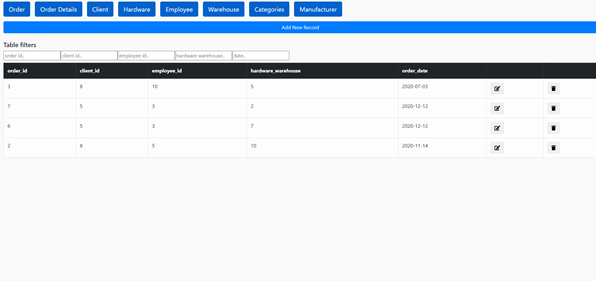 Order Order Details Client Hardware Employee Warehouse Categories Manufacturer
Add New Record
Table filters
order id.. client id.. employee id.. hardware warehouse.. date..
order_id client_id employee_id hardware_warehouse order_date
3 8 10 5 2020-07-03
7 5 3 2 2020-12-12
6 5 3 7 2020-12-12
2 8 5 10 2020-11-14